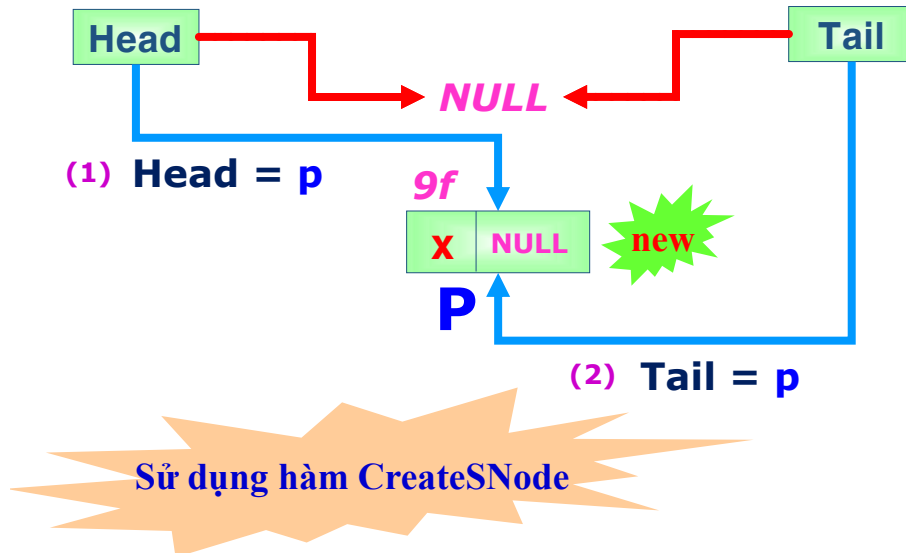 Head
Tail
NULL
(1) Head = p
9f
x NULL
new
P
(2) Tail = p
Sử dụng hàm CreateSNode